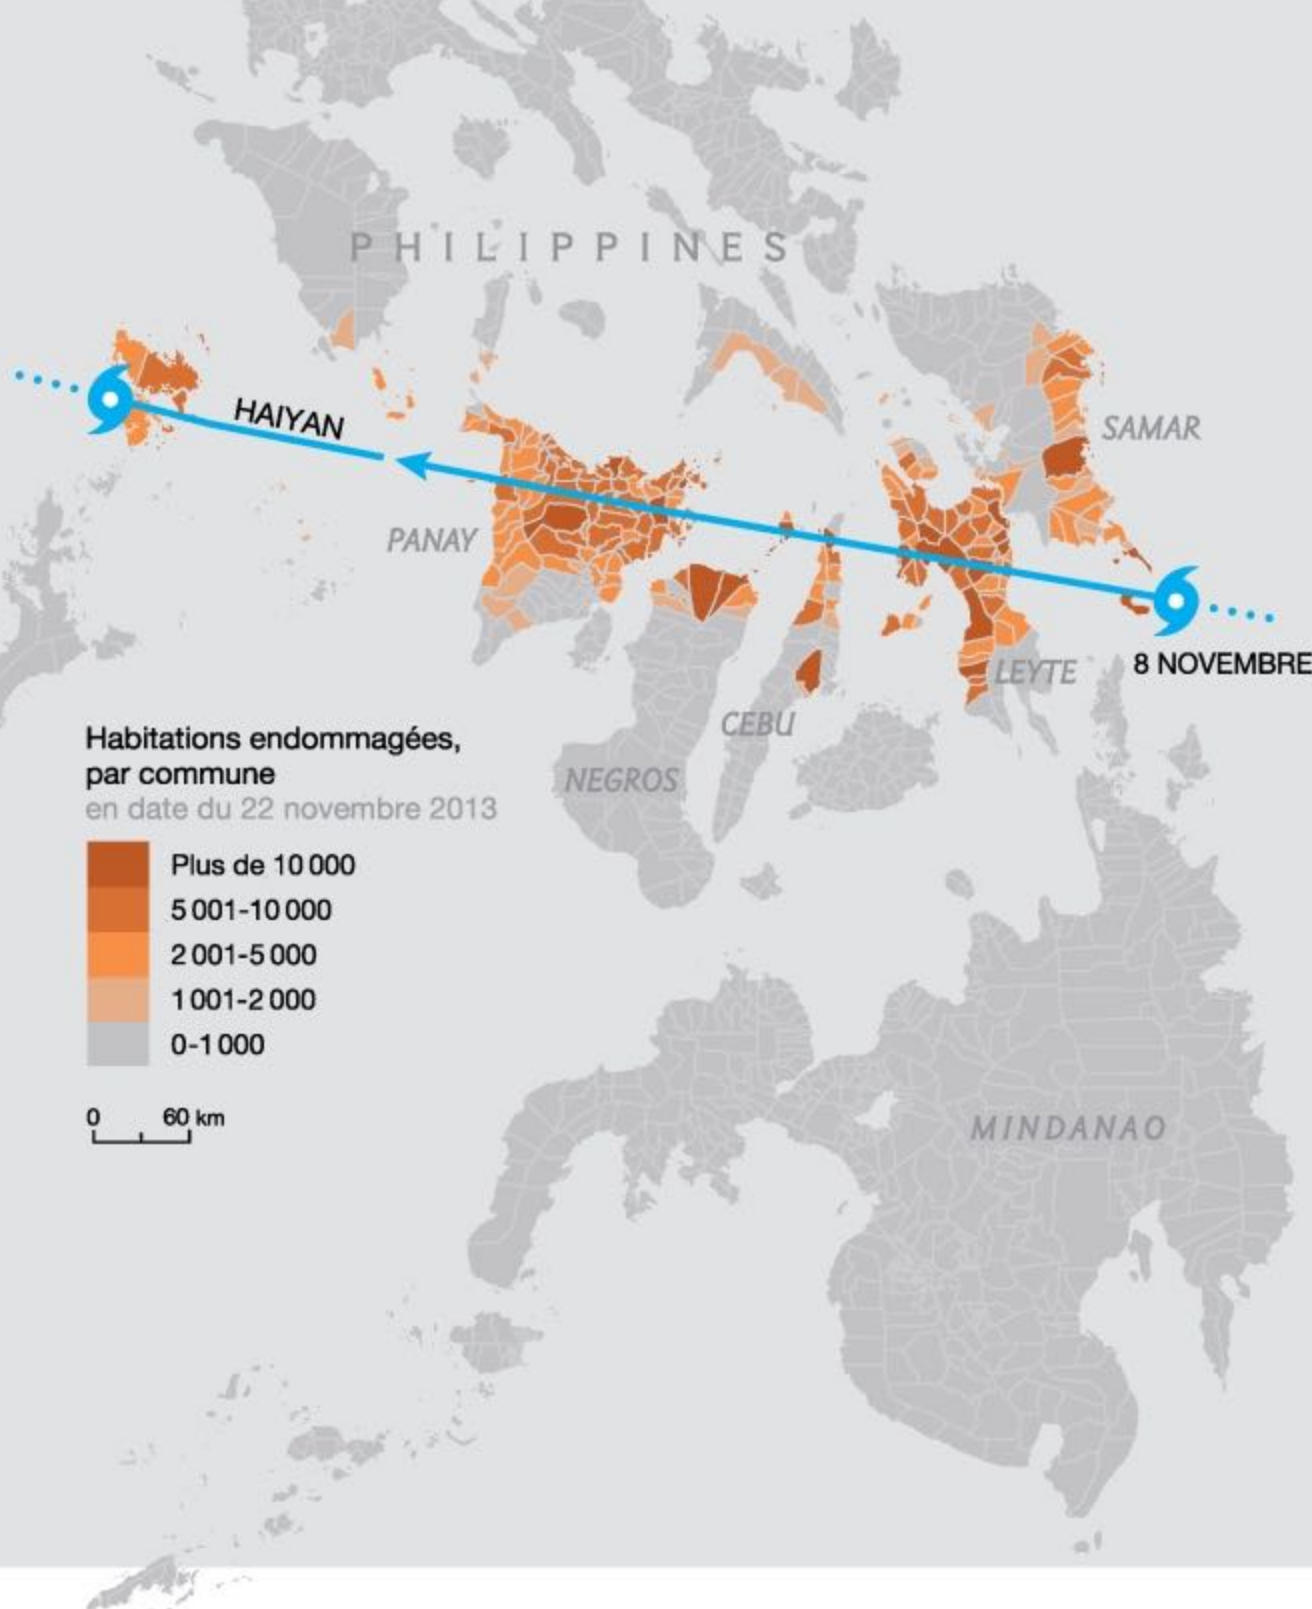 PHILIPPINES
HAIYAN
SAMAR
PANAY
8 NOVEMBRE
LEYTE
CEBU
NEGROS
Habitations endommagées,
par commune
en date du 22 novembre 2013
Plus de 10 000
5 001-10 000
2 001-5 000
1 001-2 000
0-1 000
0 60 km
MINDANAO